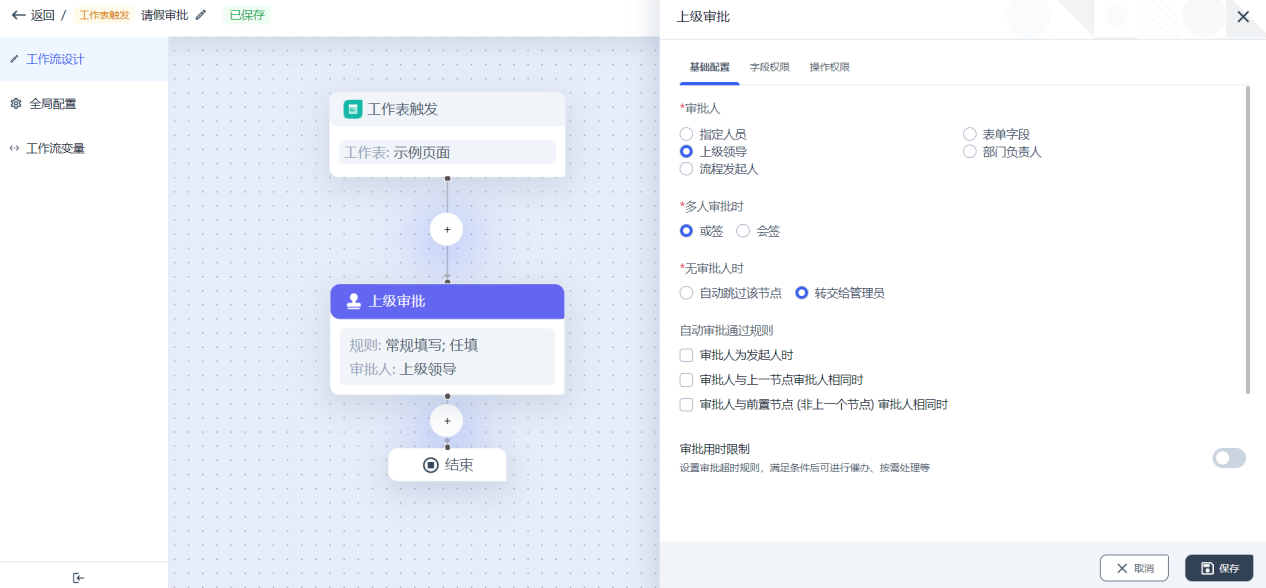 返回 / 工作表触发 请假审批 已保存
工作流设计
全局配置
工作流变量
工作表触发
工作表: 示例页面
+
上级审批
规则: 常规填写; 任填
审批人: 上级领导
+
结束
上级审批
基础配置 字段权限 操作权限
*审批人
指定人员 表单字段
上级领导 部门负责人
流程发起人
*多人审批时
或签 会签
*无审批人时
自动跳过该节点 转交给管理员
自动审批通过规则
审批人为发起人时
审批人与上一节点审批人相同时
审批人与前置节点 (非上一个节点) 审批人相同时
审批用时限制
设置审批超时规则，满足条件后可进行催办、按需处理等
取消 保存